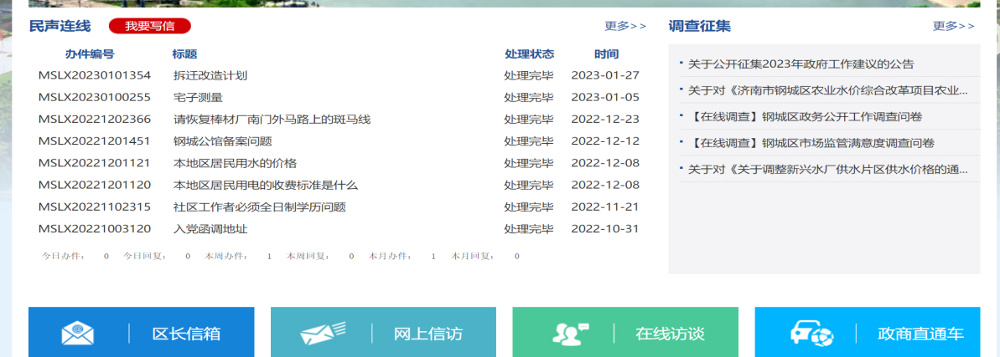 民声连线 我要写信 更多>>
办件编号 标题 处理状态 时间
MSLX20230101354 拆迁改造计划 处理完毕 2023-01-27
MSLX20230100255 宅子测量 处理完毕 2023-01-05
MSLX20221202366 请恢复棒材厂南门外马路上的斑马线 处理完毕 2022-12-23
MSLX20221201451 钢城公馆备案问题 处理完毕 2022-12-12
MSLX20221201121 本地区居民用水的价格 处理完毕 2022-12-08
MSLX20221201120 本地区居民用电的收费标准是什么 处理完毕 2022-12-08
MSLX20221102315 社区工作者必须全日制学历问题 处理完毕 2022-11-21
MSLX20221003120 入党函调地址 处理完毕 2022-10-31
今日办件： 0 今日回复： 0 本周办件： 1 本周回复： 0 本月办件： 1 本月回复： 0
调查征集 更多>>
关于公开征集2023年政府工作建议的公告
关于对《济南市钢城区农业水价综合改革项目农业...
【在线调查】钢城区政务公开工作调查问卷
【在线调查】钢城区市场监管满意度调查问卷
关于对《关于调整新兴水厂供水片区供水价格的通...
区长信箱 网上信访 在线访谈 政商直通车